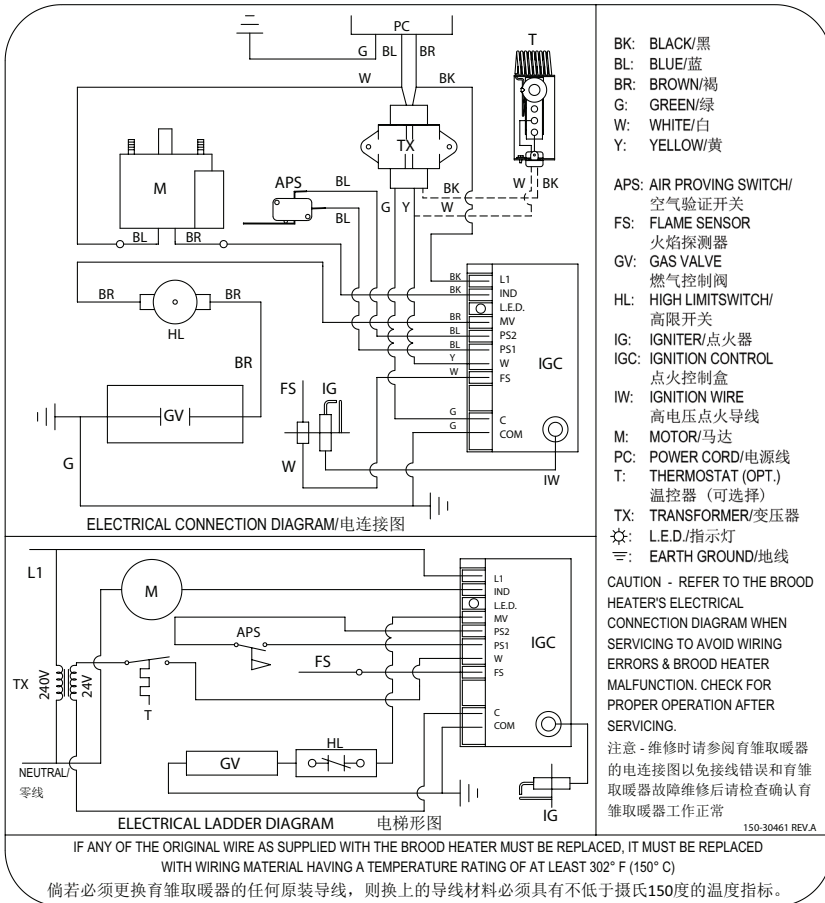 PC
G BL BR
W BK
T
TX
M
APS
BL
BL
BK
W
W BK
G Y
BL BR
BR BR
HL
BR
BK
BK
BR
BL
BL
Y
W
G
G
L1
IND
L.E.D.
MV
PS2
PS1
W
FS
C
COM
IGC
GV
FS IG
W
G
IW
ELECTRICAL CONNECTION DIAGRAM/电连接图
L1
M
APS
FS
TX
240V
24V
T
L1
IND
L.E.D.
MV
PS2
PS1
W
FS
C
COM
IGC
HL
GV
NEUTRAL/
零线
IG
ELECTRICAL LADDER DIAGRAM 电梯形图
BK: BLACK/黑
BL: BLUE/蓝
BR: BROWN/褐
G: GREEN/绿
W: WHITE/白
Y: YELLOW/黄
APS: AIR PROVING SWITCH/
空气验证开关
FS: FLAME SENSOR
火焰探测器
GV: GAS VALVE
燃气控制阀
HL: HIGH LIMITSWITCH/
高限开关
IG: IGNITER/点火器
IGC: IGNITION CONTROL
点火控制盒
IW: IGNITION WIRE
高电压点火导线
M: MOTOR/马达
PC: POWER CORD/电源线
T: THERMOSTAT (OPT.)
温控器（可选择）
TX: TRANSFORMER/变压器
: L.E.D./指示灯
: EARTH GROUND/地线
CAUTION - REFER TO THE BROOD
HEATER'S ELECTRICAL
CONNECTION DIAGRAM WHEN
SERVICING TO AVOID WIRING
ERRORS & BROOD HEATER
MALFUNCTION. CHECK FOR
PROPER OPERATION AFTER
SERVICING.
注意 - 维修时请参阅育雏取暖器
的电连接图以免接线错误和育雏
取暖器故障维修后请检查确认育
雏取暖器工作正常
150-30461 REV.A
IF ANY OF THE ORIGINAL WIRE AS SUPPLIED WITH THE BROOD HEATER MUST BE REPLACED, IT MUST BE REPLACED
WITH WIRING MATERIAL HAVING A TEMPERATURE RATING OF AT LEAST 302° F (150° C)
倘若必须更换育雏取暖器的任何原装导线，则换上的导线材料必须具有不低于摄氏150度的温度指标。